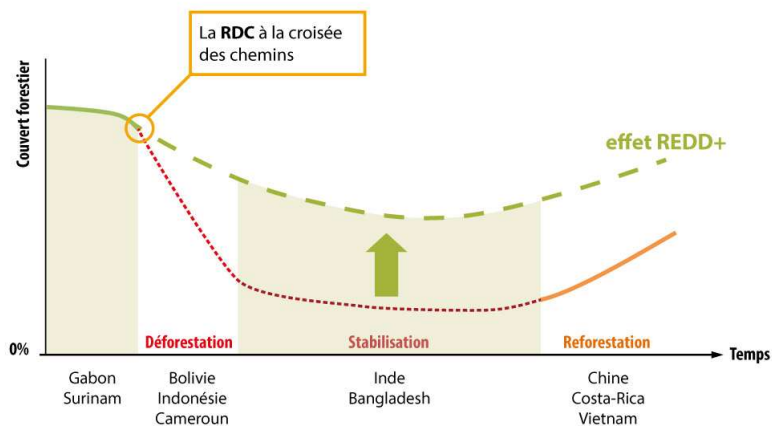 La RDC à la croisée
des chemins
Couvert forestier
effet REDD+
0%
Déforestation
Stabilisation
Reforestation
Temps
Gabon
Surinam
Bolivie
Indonésie
Cameroun
Inde
Bangladesh
Chine
Costa-Rica
Vietnam